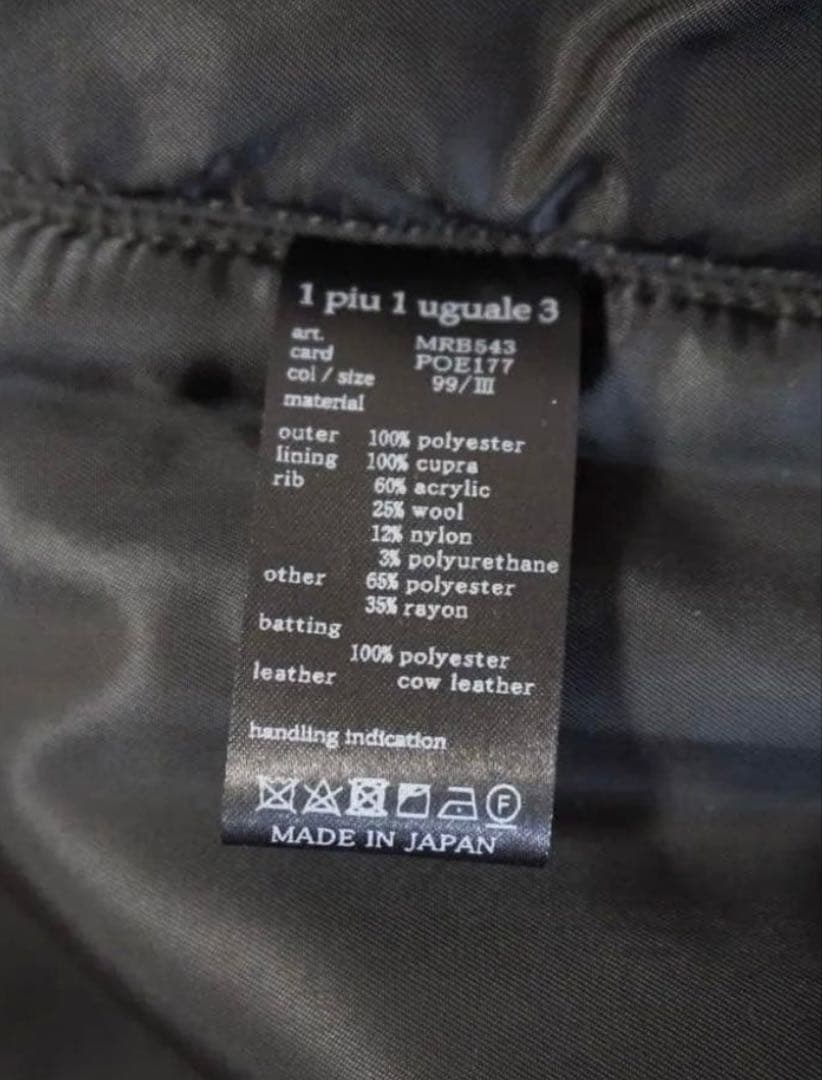 1 piu 1 uguale 3
art. MRB543
card POE177
col / size 99/III
material
outer 100% polyester
lining 100% cupra
rib 60% acrylic
25% wool
12% nylon
3% polyurethane
other 65% polyester
35% rayon
batting
100% polyester
leather cow leather
handling indication
F
MADE IN JAPAN